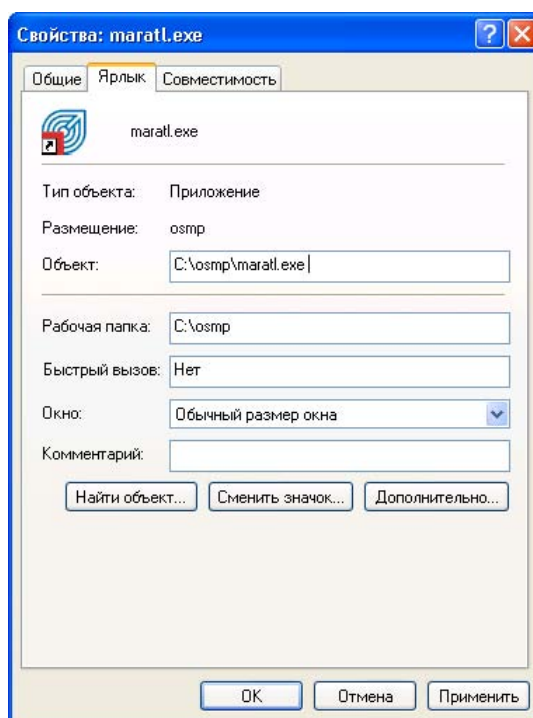 Свойства: maratl.exe
Общие Ярлык Совместимость
maratl.exe
Тип объекта: Приложение
Размещение: osmp
Объект: C:\osmp\maratl.exe
Рабочая папка: C:\osmp
Быстрый вызов: Нет
Окно: Обычный размер окна
Комментарий:
Найти объект... Сменить значок... Дополнительно...
OK Отмена Применить